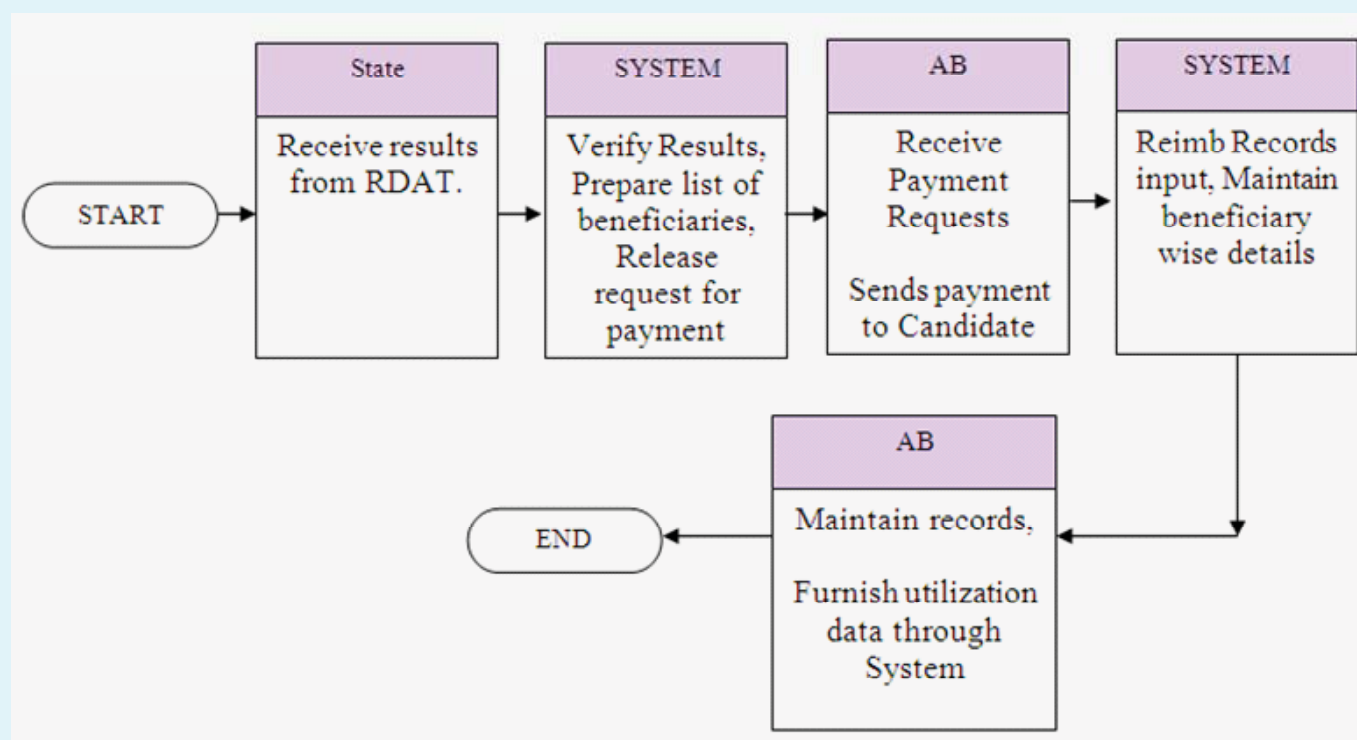 START
State
Receive results
from RDAT.
SYSTEM
Verify Results,
Prepare list of
beneficiaries,
Release
request for
payment
AB
Receive
Payment
Requests
Sends payment
to Candidate
SYSTEM
Reimb Records
input, Maintain
beneficiary
wise details
AB
Maintain records,
Furnish utilization
data through
System
END